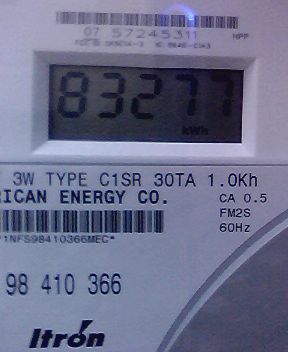 07 57245311
83277
kWh
3W TYPE C1SR 30TA 1.0Kh
RICAN ENERGY CO.
CA 0.5
FM2S
60Hz
98 410 366
Itron